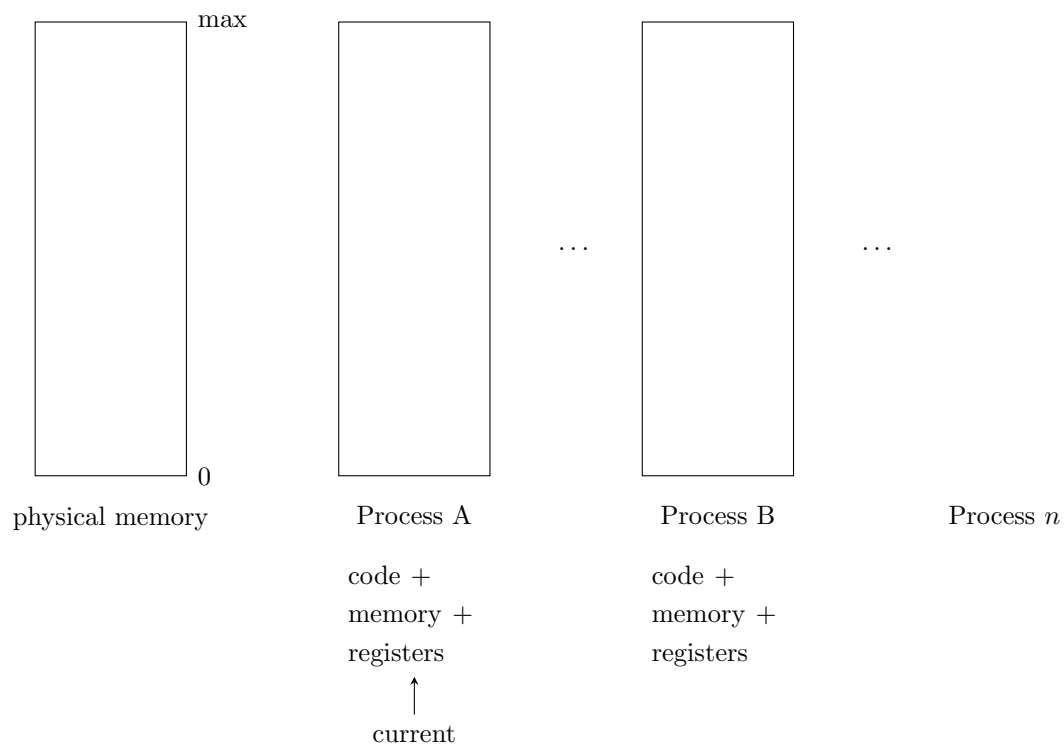 max
… …
0
physical memory Process A Process B Process n
code + code +
memory + memory +
registers registers
current